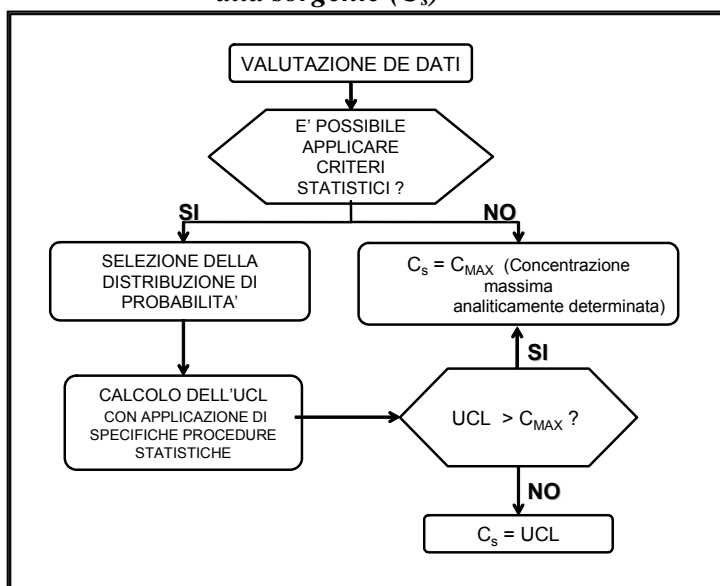 alla sorgente (Cs)
VALUTAZIONE DE DATI
E' POSSIBILE
APPLICARE
CRITERI
STATISTICI ?
SI
NO
SELEZIONE DELLA
DISTRIBUZIONE DI
PROBABILITA'
Cs = CMAX (Concentrazione
massima
analiticamente determinata)
SI
CALCOLO DELL'UCL
CON APPLICAZIONE DI
SPECIFICHE PROCEDURE
STATISTICHE
UCL > CMAX ?
NO
Cs = UCL